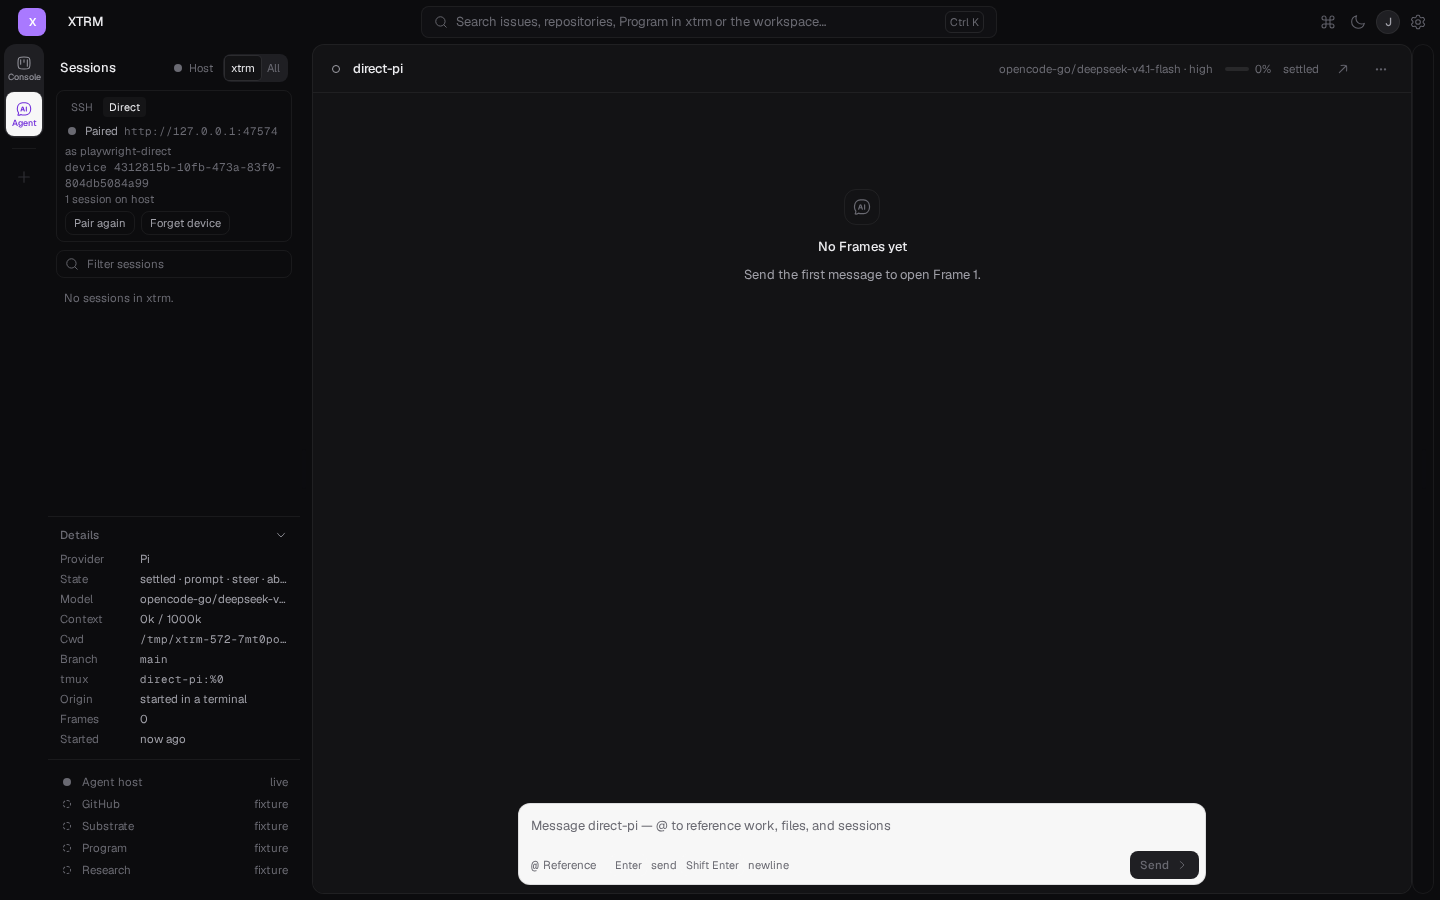 X XTRM
Search issues, repositories, Program in xtrm or the workspace... Ctrl K
J
Console
AI
Agent
Sessions Host xtrm All
SSH Direct
Paired http://127.0.0.1:47574
as playwright-direct
device 4312815b-10fb-473a-83f0-
804db5084a99
1 session on host
Pair again Forget device
Filter sessions
No sessions in xtrm.
direct-pi opencode-go/deepseek-v4.1-flash · high 0% settled
AI
No Frames yet
Send the first message to open Frame 1.
Details
Provider Pi
State settled · prompt · steer · ab...
Model opencode-go/deepseek-v...
Context 0k / 1000k
Cwd /tmp/xtrm-572-7mt0po...
Branch main
tmux direct-pi:%0
Origin started in a terminal
Frames 0
Started now ago
Agent host live
GitHub fixture
Substrate fixture
Program fixture
Research fixture
Message direct-pi — @ to reference work, files, and sessions
@ Reference Enter send Shift Enter newline Send